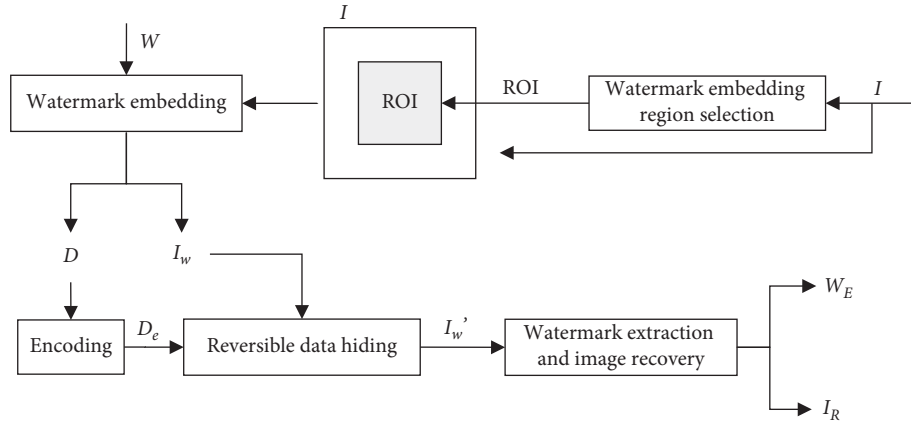 I
W
Watermark embedding
ROI
ROI
Watermark embedding
region selection
I
D
I_w
W_E
Encoding
D_e
Reversible data hiding
I_w'
Watermark extraction
and image recovery
I_R